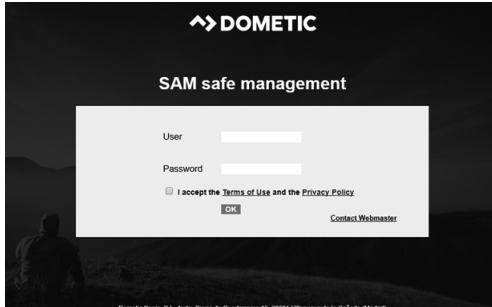 DOMETIC
SAM safe management
User
Password
I accept the Terms of Use and the Privacy Policy
OK
Contact Webmaster